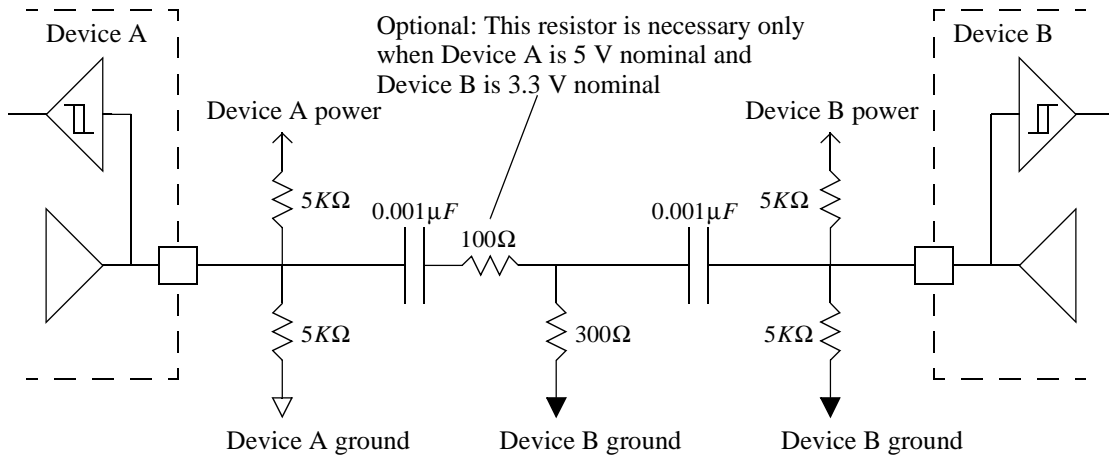 Optional: This resistor is necessary only
when Device A is 5 V nominal and
Device B is 3.3 V nominal
Device A
Device B
Device A power
Device B power
5KΩ
0.001μF
100Ω
0.001μF
5KΩ
5KΩ
300Ω
5KΩ
Device A ground
Device B ground
Device B ground